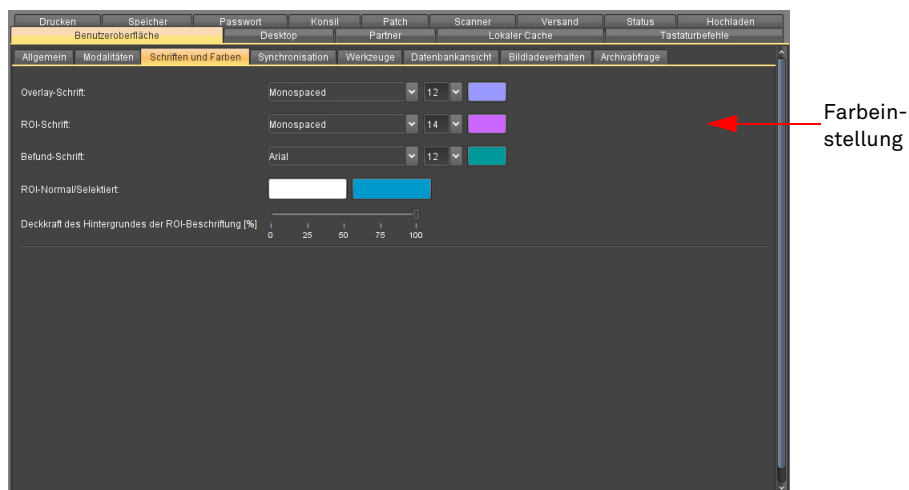 Drucken Speicher Passwort Konsil Patch Scanner Versand Status Hochladen
Benutzeroberfläche Desktop Partner Lokaler Cache Tastaturbefehle
Allgemein Modalitäten Schriften und Farben Synchronisation Werkzeuge Datenbankansicht Bildladeverhalten Archivabfrage
Overlay-Schrift: Monospaced 12
ROI-Schrift: Monospaced 14
Befund-Schrift: Arial 12
ROI-Normal/Selektiert:
Deckkraft des Hintergrundes der ROI-Beschriftung [%]
0 25 50 75 100
Farbein-
stellung